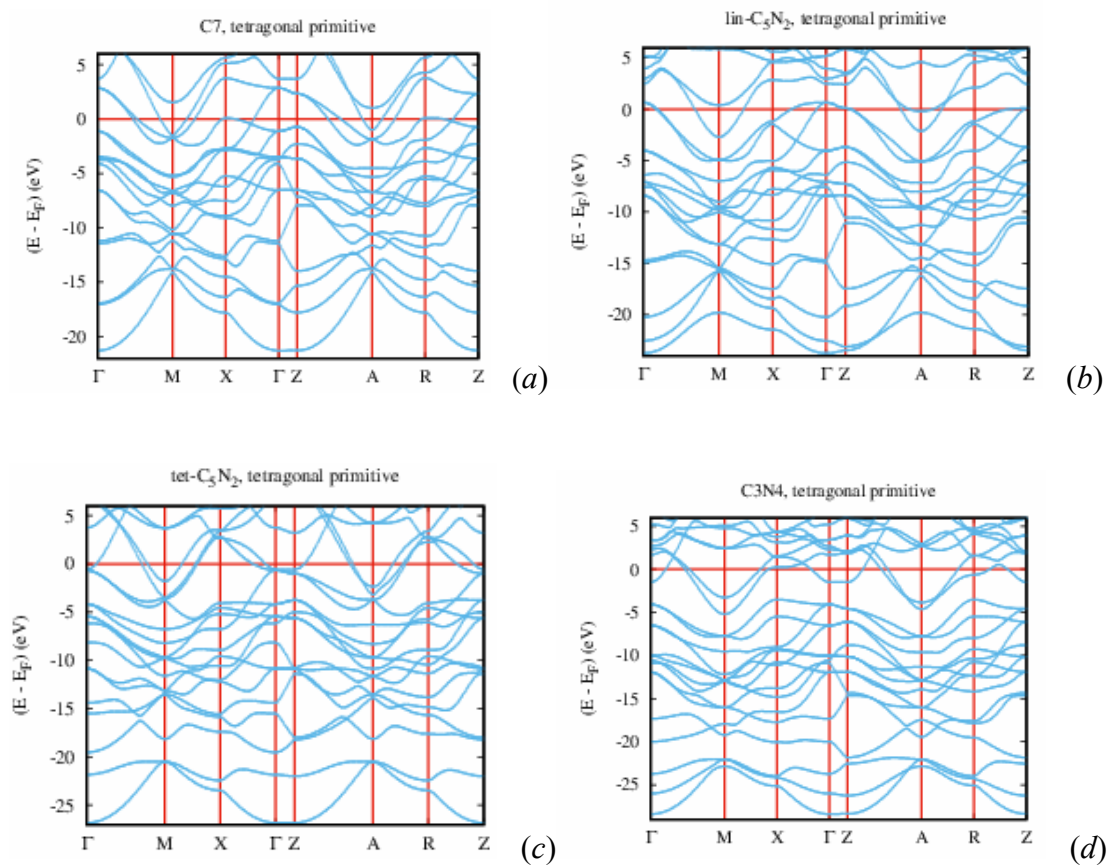 C7, tetragonal primitive
(E - E_F) (eV)
5
0
-5
-10
-15
-20
Γ M X Γ Z A R Z
(a)
lin-C₅N₂, tetragonal primitive
(E - E_F) (eV)
5
0
-5
-10
-15
-20
Γ M X Γ Z A R Z
(b)
tet-C₅N₂, tetragonal primitive
(E - E_F) (eV)
5
0
-5
-10
-15
-20
-25
Γ M X Γ Z A R Z
(c)
C3N4, tetragonal primitive
(E - E_F) (eV)
5
0
-5
-10
-15
-20
-25
Γ M X Γ Z A R Z
(d)